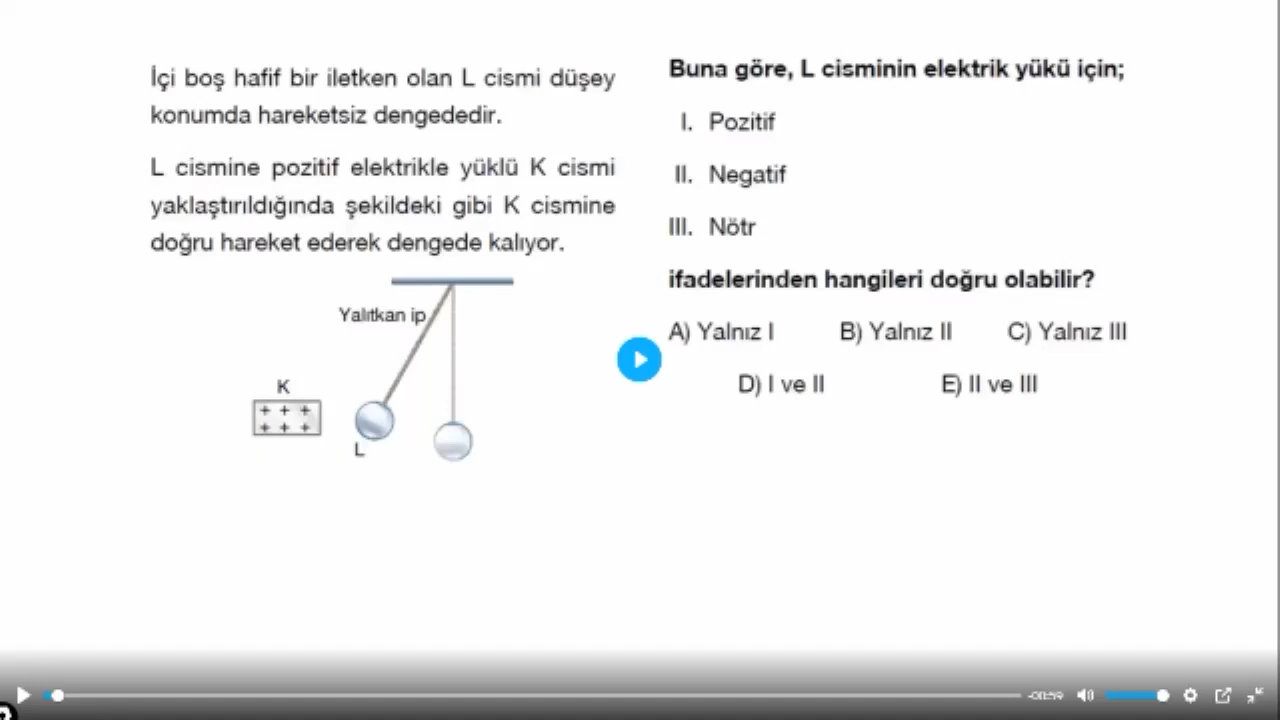 İçi boş hafif bir iletken olan L cismi düşey
konumda hareketsiz dengededir.
L cismine pozitif elektrikle yüklü K cismi
yaklaştırıldığında şekildeki gibi K cismine
doğru hareket ederek dengede kalıyor.
Yalıtkan ip
K
+ + +
+ + +
L
Buna göre, L cisminin elektrik yükü için;
I. Pozitif
II. Negatif
III. Nötr
ifadelerinden hangileri doğru olabilir?
A) Yalnız I B) Yalnız II C) Yalnız III
D) I ve II E) II ve III
-00:59